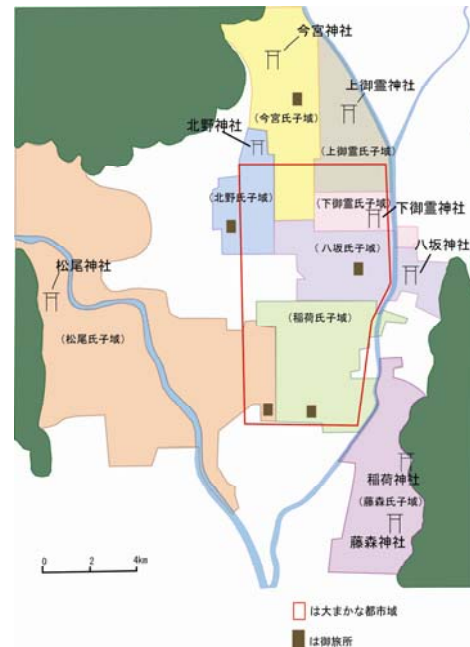 今宮神社
上御霊神社
(今宮氏子域)
北野神社
(上御霊氏子域)
(下御霊氏子域)
(北野氏子域)
下御霊神社
(八坂氏子域)
八坂神社
松尾神社
(稲荷氏子域)
(松尾氏子域)
稲荷神社
(藤森氏子域)
藤森神社
0 2 4km
は大まかな都市域
は御旅所